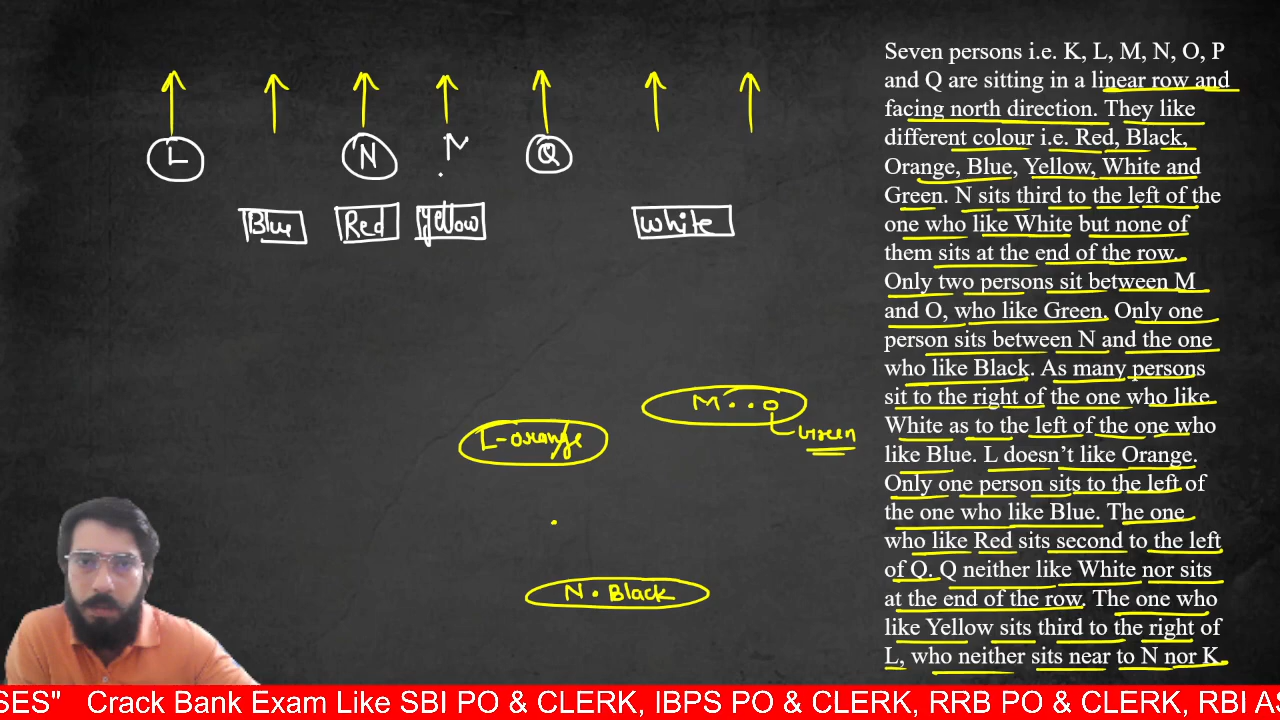 L
N
N
Q
Blue
Red
Yellow
White
M . . O
Green
L-orange
N . Black
Seven persons i.e. K, L, M, N, O, P
and Q are sitting in a linear row and
facing north direction. They like
different colour i.e. Red, Black,
Orange, Blue, Yellow, White and
Green. N sits third to the left of the
one who like White but none of
them sits at the end of the row.
Only two persons sit between M
and O, who like Green. Only one
person sits between N and the one
who like Black. As many persons
sit to the right of the one who like
White as to the left of the one who
like Blue. L doesn’t like Orange.
Only one person sits to the left of
the one who like Blue. The one
who like Red sits second to the left
of Q. Q neither like White nor sits
at the end of the row. The one who
like Yellow sits third to the right of
L, who neither sits near to N nor K.
SES" Crack Bank Exam Like SBI PO & CLERK, IBPS PO & CLERK, RRB PO & CLERK, RBI AS